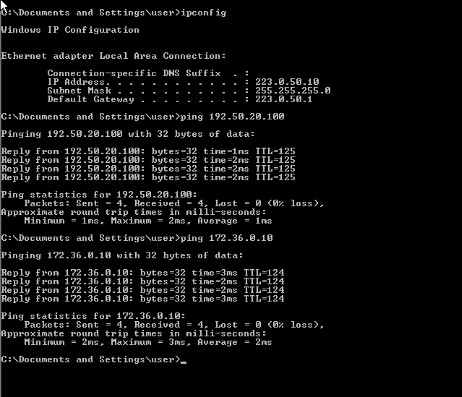 C:\Documents and Settings\user>ipconfig
Windows IP Configuration
Ethernet adapter Local Area Connection:
Connection-specific DNS Suffix . :
IP Address. . . . . . . . . . . . : 223.0.50.10
Subnet Mask . . . . . . . . . . . : 255.255.255.0
Default Gateway . . . . . . . . . : 223.0.50.1
C:\Documents and Settings\user>ping 192.50.20.100
Pinging 192.50.20.100 with 32 bytes of data:
Reply from 192.50.20.100: bytes=32 time=1ms TTL=125
Reply from 192.50.20.100: bytes=32 time=2ms TTL=125
Reply from 192.50.20.100: bytes=32 time=2ms TTL=125
Reply from 192.50.20.100: bytes=32 time=2ms TTL=125
Ping statistics for 192.50.20.100:
Packets: Sent = 4, Received = 4, Lost = 0 (0% loss),
Approximate round trip times in milli-seconds:
Minimum = 1ms, Maximum = 2ms, Average = 1ms
C:\Documents and Settings\user>ping 172.36.0.10
Pinging 172.36.0.10 with 32 bytes of data:
Reply from 172.36.0.10: bytes=32 time=3ms TTL=124
Reply from 172.36.0.10: bytes=32 time=2ms TTL=124
Reply from 172.36.0.10: bytes=32 time=2ms TTL=124
Reply from 172.36.0.10: bytes=32 time=3ms TTL=124
Ping statistics for 172.36.0.10:
Packets: Sent = 4, Received = 4, Lost = 0 (0% loss),
Approximate round trip times in milli-seconds:
Minimum = 2ms, Maximum = 3ms, Average = 2ms
C:\Documents and Settings\user>_